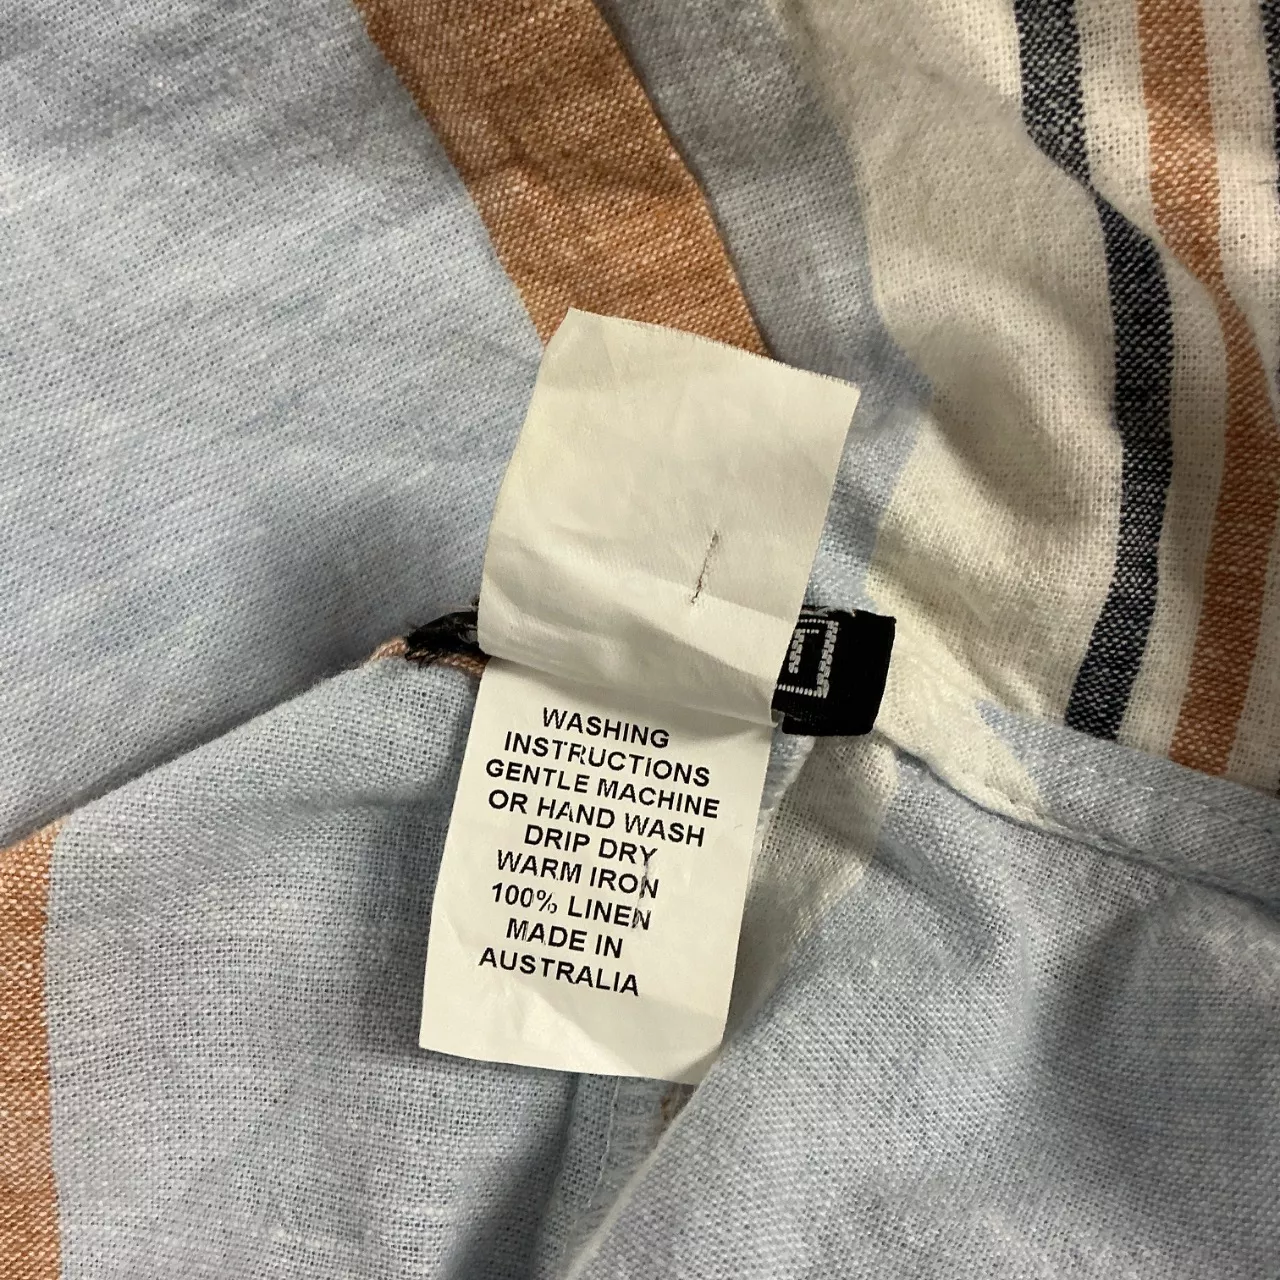 WASHING
INSTRUCTIONS
GENTLE MACHINE
OR HAND WASH
DRIP DRY
WARM IRON
100% LINEN
MADE IN
AUSTRALIA